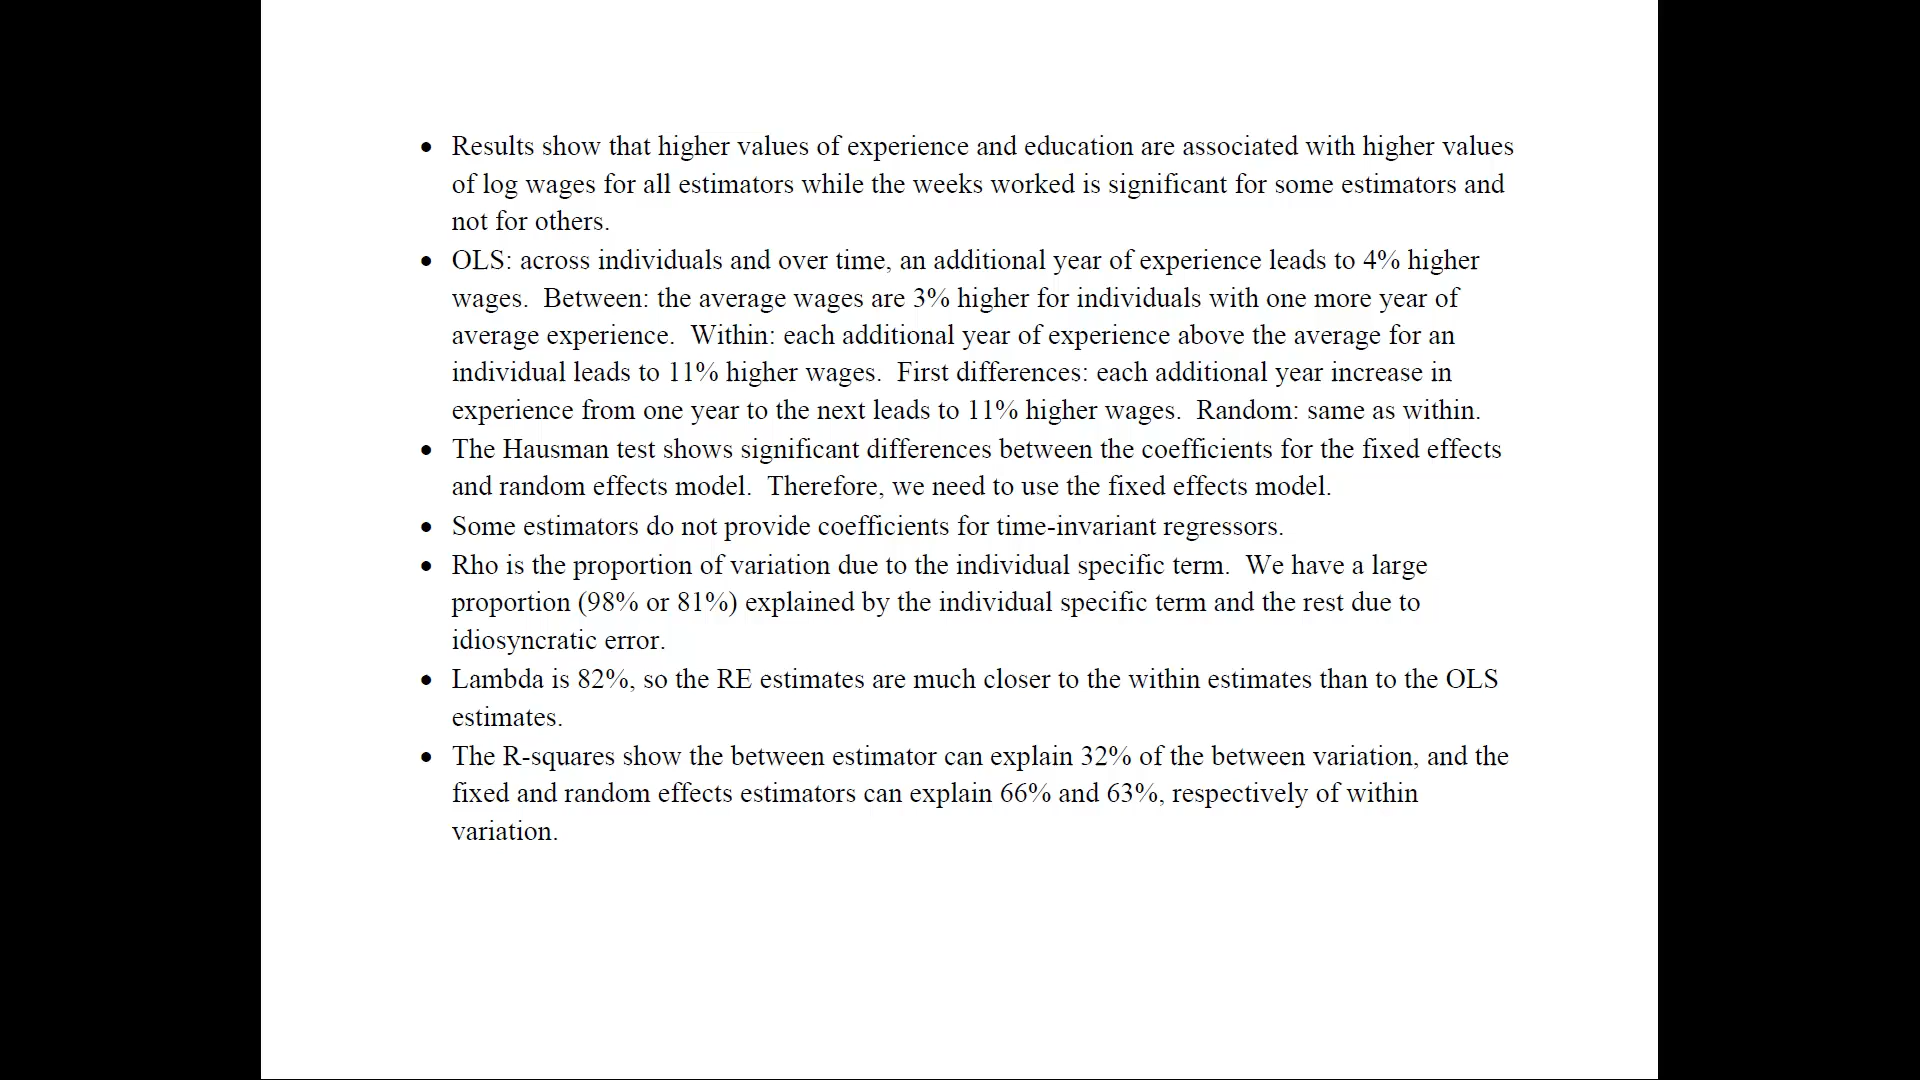 • Results show that higher values of experience and education are associated with higher values
of log wages for all estimators while the weeks worked is significant for some estimators and
not for others.
• OLS: across individuals and over time, an additional year of experience leads to 4% higher
wages.  Between: the average wages are 3% higher for individuals with one more year of
average experience.  Within: each additional year of experience above the average for an
individual leads to 11% higher wages.  First differences: each additional year increase in
experience from one year to the next leads to 11% higher wages.  Random: same as within.
• The Hausman test shows significant differences between the coefficients for the fixed effects
and random effects model.  Therefore, we need to use the fixed effects model.
• Some estimators do not provide coefficients for time-invariant regressors.
• Rho is the proportion of variation due to the individual specific term.  We have a large
proportion (98% or 81%) explained by the individual specific term and the rest due to
idiosyncratic error.
• Lambda is 82%, so the RE estimates are much closer to the within estimates than to the OLS
estimates.
• The R-squares show the between estimator can explain 32% of the between variation, and the
fixed and random effects estimators can explain 66% and 63%, respectively of within
variation.